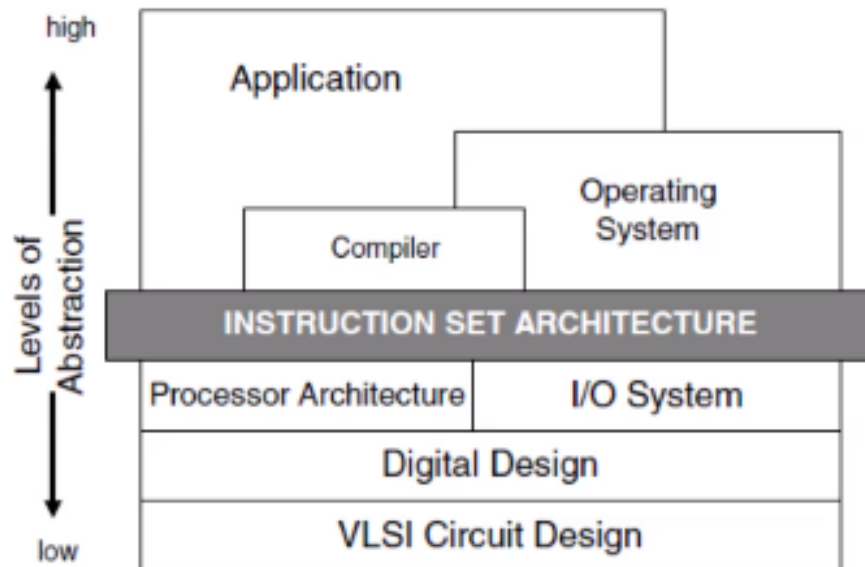 high
Application
Operating
System
Compiler
Levels of
Abstraction
INSTRUCTION SET ARCHITECTURE
Processor Architecture
I/O System
Digital Design
VLSI Circuit Design
low